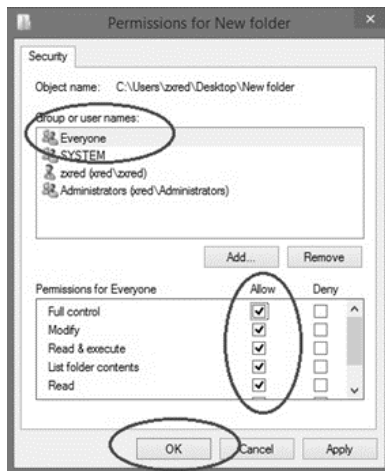 Permissions for New folder
Security
Object name: C:\Users\zxred\Desktop\New folder
Group or user names:
Everyone
SYSTEM
zxred (xred\zxred)
Administrators (xred\Administrators)
Add... Remove
Permissions for Everyone Allow Deny
Full control
Modify
Read & execute
List folder contents
Read
OK Cancel Apply